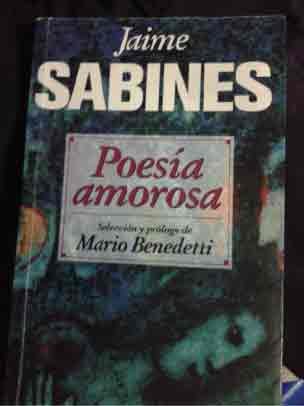 Jaime
SABINES
Poesía
amorosa
Selección y prólogo de
Mario Benedetti